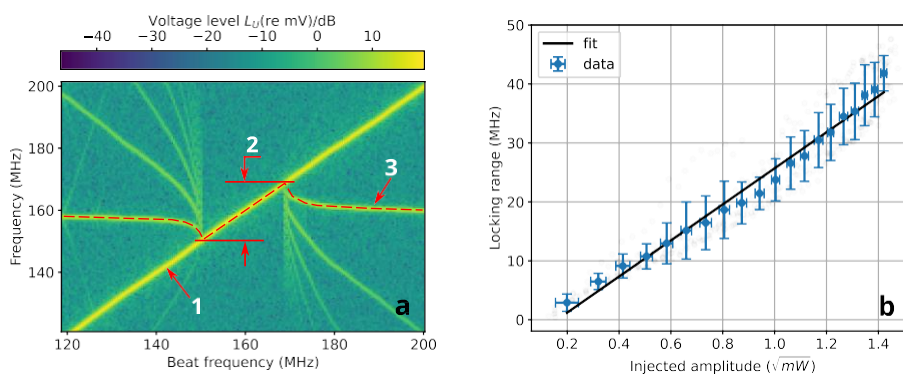 Voltage level L_U(re mV)/dB
−40 −30 −20 −10 0 10
200
180
160
140
Frequency (MHz)
120 140 160 180 200
Beat frequency (MHz)
1
2
3
a
50
40
30
20
10
0
Locking range (MHz)
fit
data
0.2 0.4 0.6 0.8 1.0 1.2 1.4
Injected amplitude (√mW)
b